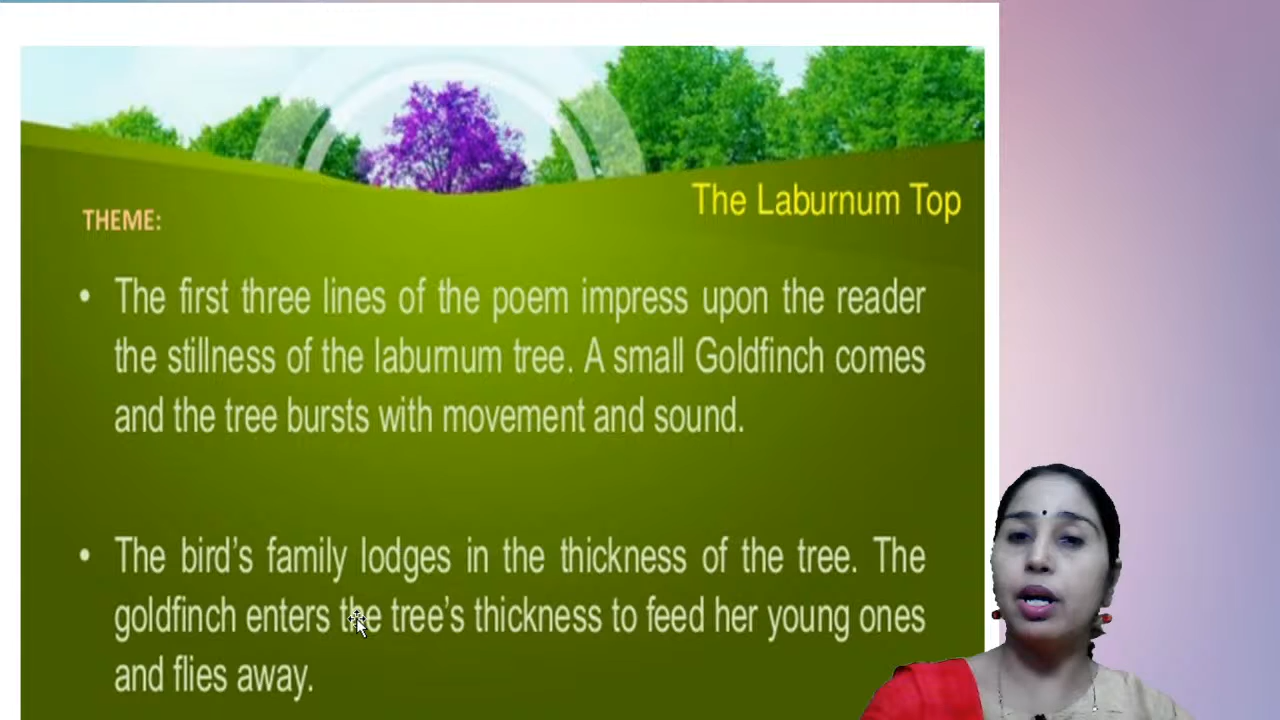 The Laburnum Top
THEME:
• The first three lines of the poem impress upon the reader
the stillness of the laburnum tree. A small Goldfinch comes
and the tree bursts with movement and sound.
• The bird’s family lodges in the thickness of the tree. The
goldfinch enters the tree’s thickness to feed her young ones
and flies away.